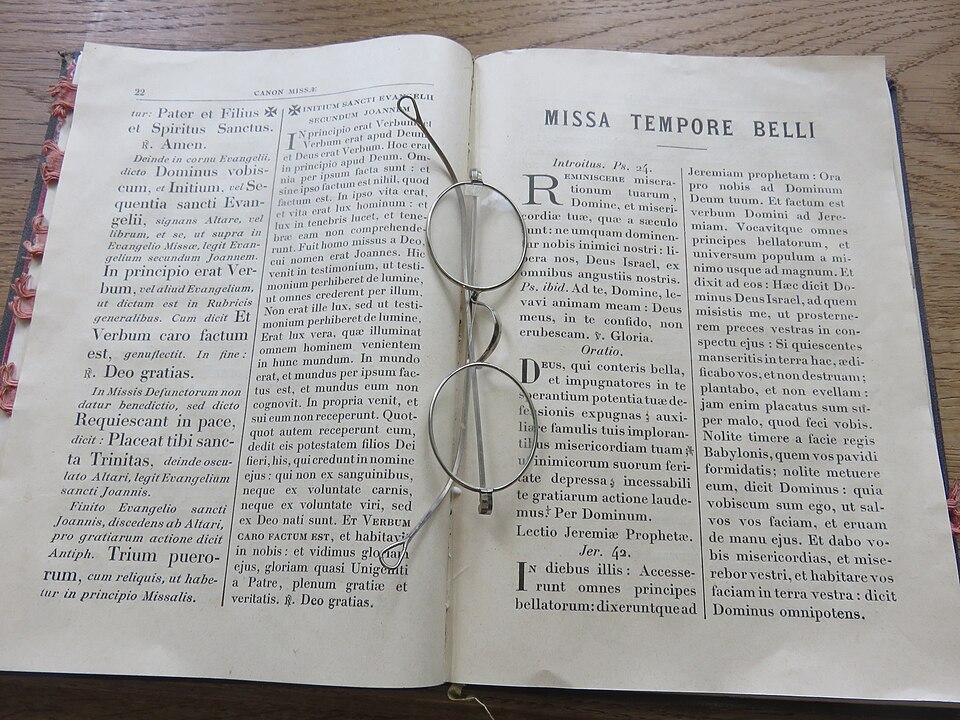 22
CANON MISSÆ
tur: Pater et Filius ✠
et Spiritus Sanctus.
℟. Amen.
Deinde in cornu Evangelii,
dicto Dominus vobis-
cum, et Initium, vel Se-
quentia sancti Evan-
gelii, signans Altare, vel
librum, et se, ut supra in
Evangelio Missæ, legit Evan-
gelium secundum Joannem.
In principio erat Ver-
bum, vel aliud Evangelium,
ut dictum est in Rubricis
generalibus. Cum dicit Et
Verbum caro factum
est, genuflectit. In fine:
℟. Deo gratias.
In Missis Defunctorum non
datur benedictio, sed dicto
Requiescant in pace,
dicit: Placeat tibi sanc-
ta Trinitas, deinde oscu-
lato Altari, legit Evangelium
sancti Joannis.
Finito Evangelio sancti
Joannis, discedens ab Altari,
pro gratiarum actione dicit
Antiph. Trium puero-
rum, cum reliquis, ut habe-
tur in principio Missalis.
✠ INITIUM SANCTI EVANGELII
SECUNDUM JOANNEM
IN principio erat Verbum et
Verbum erat apud Deum,
et Deus erat Verbum. Hoc erat
in principio apud Deum. Om-
nia per ipsum facta sunt: et
sine ipso factum est nihil, quod
factum est. In ipso vita erat,
et vita erat lux hominum: et
lux in tenebris lucet, et tene-
bræ eam non comprehende-
runt. Fuit homo missus a Deo,
cui nomen erat Joannes. Hic
venit in testimonium, ut testi-
monium perhiberet de lumine,
ut omnes crederent per illum.
Non erat ille lux, sed ut testi-
monium perhiberet de lumine.
Erat lux vera, quæ illuminat
omnem hominem venientem
in hunc mundum. In mundo
erat, et mundus per ipsum fac-
tus est, et mundus eum non
cognovit. In propria venit, et
sui eum non receperunt. Quot-
quot autem receperunt eum,
dedit eis potestatem filios Dei
fieri, his, qui credunt in nomine
ejus: qui non ex sanguinibus,
neque ex voluntate carnis,
neque ex voluntate viri, sed
ex Deo nati sunt. ET VERBUM
CARO FACTUM EST, et habitavit
in nobis: et vidimus gloriam
ejus, gloriam quasi Unigeniti
a Patre, plenum gratiæ et
veritatis. ℟. Deo gratias.
MISSA TEMPORE BELLI
Introitus. Ps. 24.
REMINISCERE misera-
tionum tuarum,
Domine, et miseri-
cordiæ tuæ, quæ a sæculo
sunt: ne umquam dominen-
tur nobis inimici nostri: li-
bera nos, Deus Israel, ex
omnibus angustiis nostris.
Ps. ibid. Ad te, Domine, le-
vavi animam meam: Deus
meus, in te confido, non
erubescam. ℣. Gloria.
Oratio.
DEUS, qui conteris bella,
et impugnatores in te
sperantium potentia tuæ de-
fensionis expugnas; auxi-
liare famulis tuis imploran-
tibus misericordiam tuam;
ut inimicorum suorum feri-
tate depressa, incessabili
te gratiarum actione laude-
mus. Per Dominum.
Lectio Jeremiæ Prophetæ.
Jer. 42.
IN diebus illis: Accesse-
runt omnes principes
bellatorum: dixeruntque ad
Jeremiam prophetam: Ora
pro nobis ad Dominum
Deum tuum. Et factum est
verbum Domini ad Jere-
miam. Vocavitque omnes
principes bellatorum, et
universum populum a mi-
nimo usque ad magnum. Et
dixit ad eos: Hæc dicit Do-
minus Deus Israel, ad quem
misistis me, ut prosterne-
rem preces vestras in con-
spectu ejus: Si quiescentes
manseritis in terra hac, ædi-
ficabo vos, et non destruam;
plantabo, et non evellam:
jam enim placatus sum su-
per malo, quod feci vobis.
Nolite timere a facie regis
Babylonis, quem vos pavidi
formidatis; nolite metuere
eum, dicit Dominus: quia
vobiscum sum ego, ut sal-
vos vos faciam, et eruam
de manu ejus. Et dabo vo-
bis misericordias, et mise-
rebor vestri, et habitare vos
faciam in terra vestra: dicit
Dominus omnipotens.